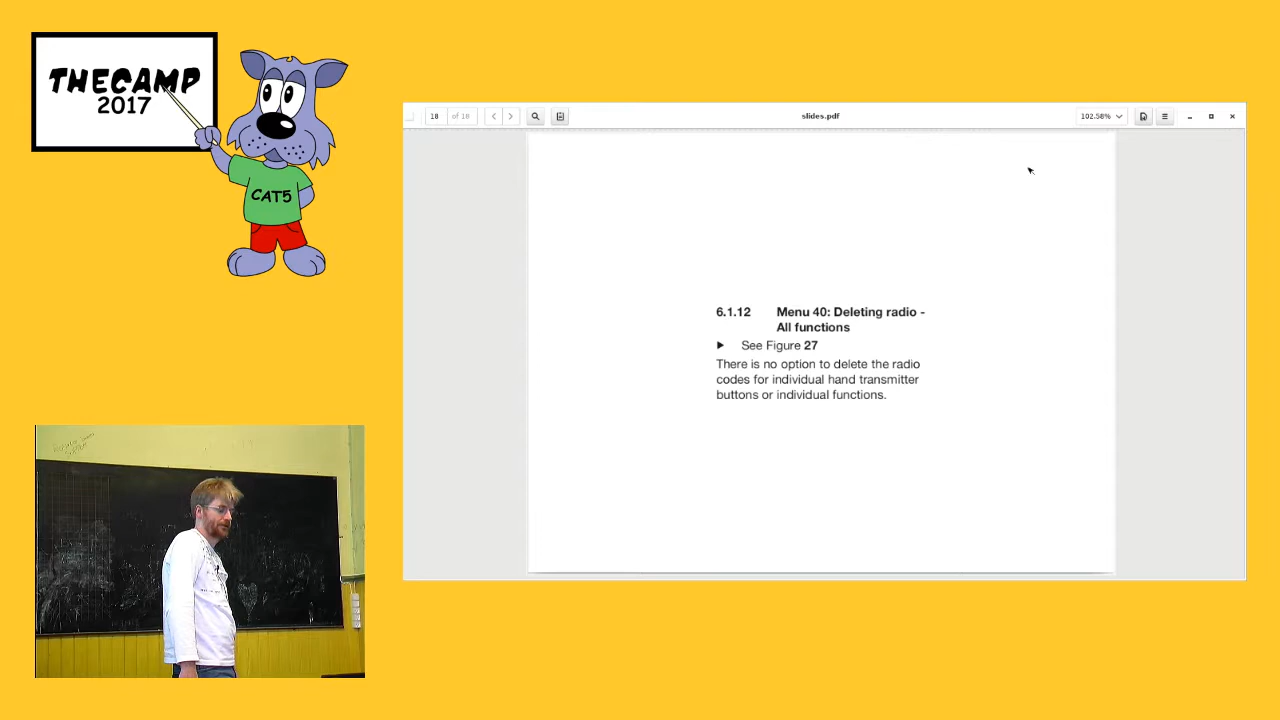 THECAMP
2017
CAT5
18 of 18
slides.pdf
102.58%
6.1.12 Menu 40: Deleting radio -
All functions
► See Figure 27
There is no option to delete the radio
codes for individual hand transmitter
buttons or individual functions.